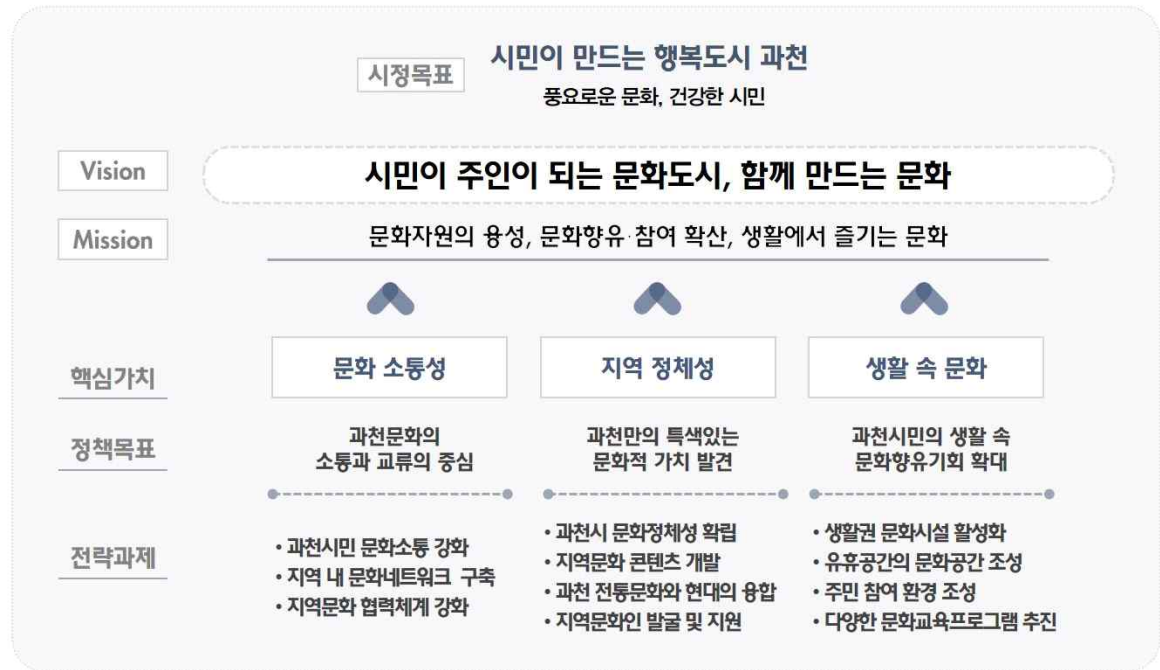 시정목표
시민이 만드는 행복도시 과천
풍요로운 문화, 건강한 시민
Vision
시민이 주인이 되는 문화도시, 함께 만드는 문화
Mission
문화자원의 융성, 문화향유·참여 확산, 생활에서 즐기는 문화
핵심가치
문화 소통성
지역 정체성
생활 속 문화
정책목표
과천문화의
소통과 교류의 중심
과천만의 특색있는
문화적 가치 발견
과천시민의 생활 속
문화향유기회 확대
전략과제
• 과천시민 문화소통 강화
• 지역 내 문화네트워크 구축
• 지역문화 협력체계 강화
• 과천시 문화정체성 확립
• 지역문화 콘텐츠 개발
• 과천 전통문화와 현대의 융합
• 지역문화인 발굴 및 지원
• 생활권 문화시설 활성화
• 유휴공간의 문화공간 조성
• 주민 참여 환경 조성
• 다양한 문화교육프로그램 추진